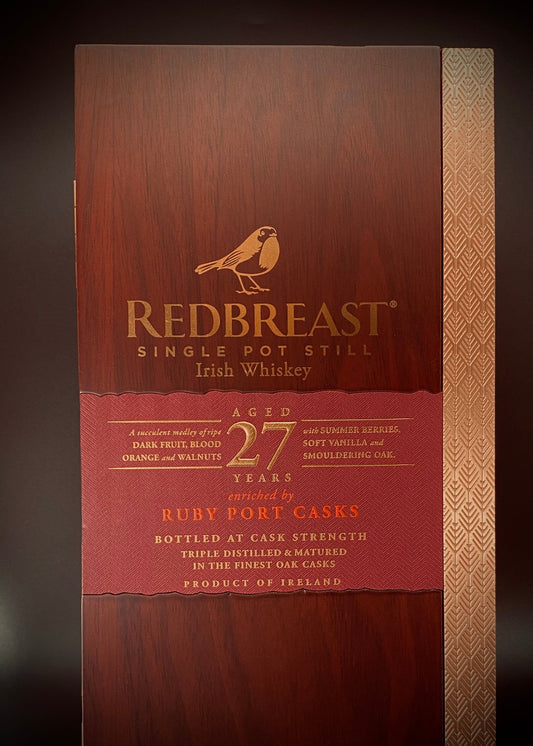 REDBREAST®
SINGLE POT STILL
Irish Whiskey
AGED
27
YEARS
A succulent medley of ripe
DARK FRUIT, BLOOD
ORANGE and WALNUTS
with SUMMER BERRIES,
SOFT VANILLA and
SMOULDERING OAK.
enriched by
RUBY PORT CASKS
BOTTLED AT CASK STRENGTH
TRIPLE DISTILLED & MATURED
IN THE FINEST OAK CASKS
PRODUCT OF IRELAND